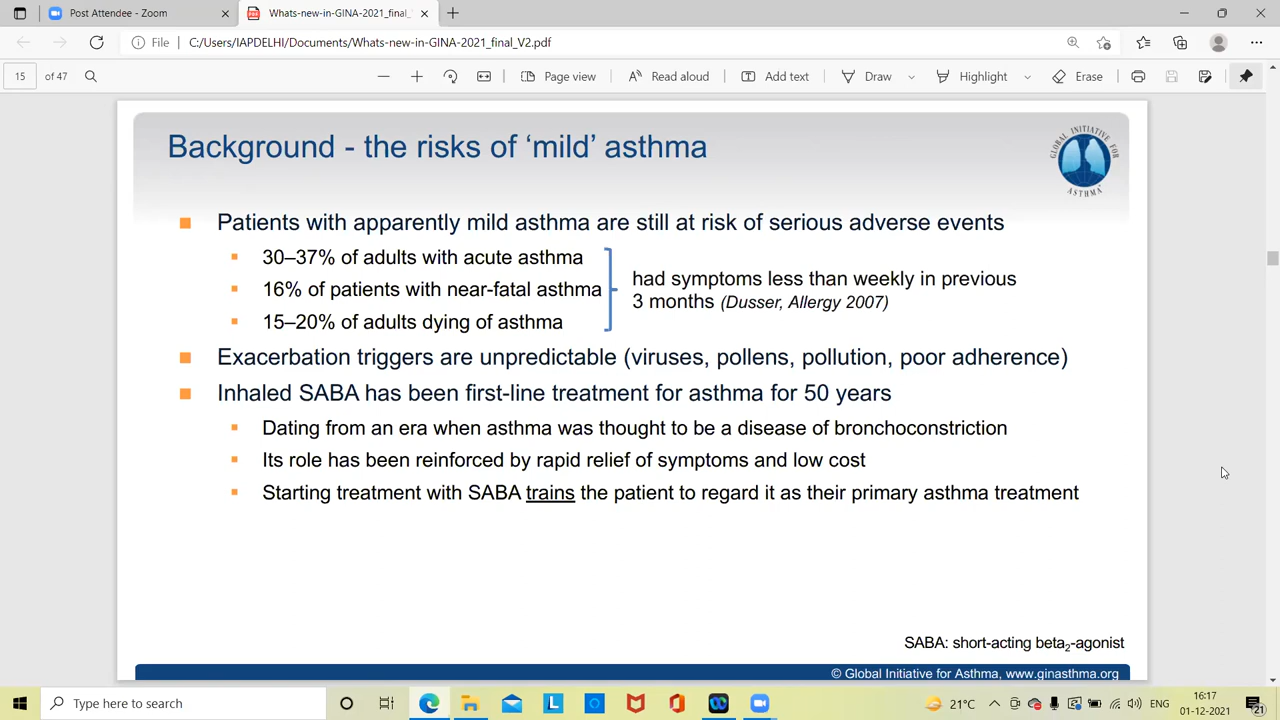 Post Attendee - Zoom
Whats-new-in-GINA-2021_final_
File C:/Users/IAPDELHI/Documents/Whats-new-in-GINA-2021_final_V2.pdf
15 of 47
Page view
Read aloud
Add text
Draw
Highlight
Erase
Background - the risks of ‘mild’ asthma
GLOBAL INITIATIVE FOR ASTHMA
Patients with apparently mild asthma are still at risk of serious adverse events
30–37% of adults with acute asthma
16% of patients with near-fatal asthma
15–20% of adults dying of asthma
had symptoms less than weekly in previous
3 months (Dusser, Allergy 2007)
Exacerbation triggers are unpredictable (viruses, pollens, pollution, poor adherence)
Inhaled SABA has been first-line treatment for asthma for 50 years
Dating from an era when asthma was thought to be a disease of bronchoconstriction
Its role has been reinforced by rapid relief of symptoms and low cost
Starting treatment with SABA trains the patient to regard it as their primary asthma treatment
SABA: short-acting beta2-agonist
© Global Initiative for Asthma, www.ginasthma.org
Type here to search
21°C
ENG
16:17
01-12-2021
21